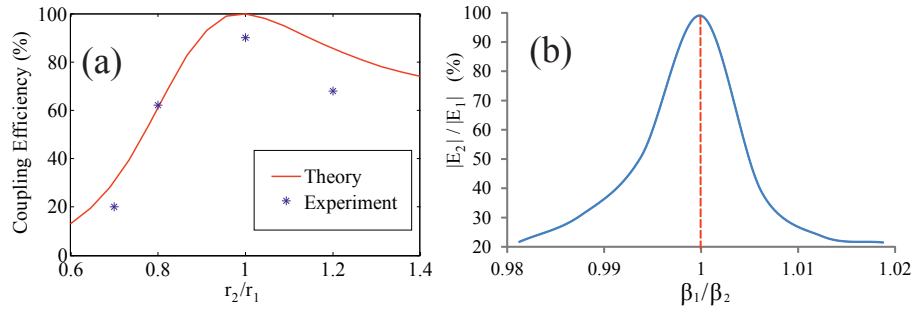 (a)
Coupling Efficiency (%)
100
80
60
40
20
0
0.6 0.8 1 1.2 1.4
r₂/r₁
Theory
Experiment
(b)
|E₂| / |E₁| (%)
100
90
80
70
60
50
40
30
20
0.98 0.99 1 1.01 1.02
β₁/β₂